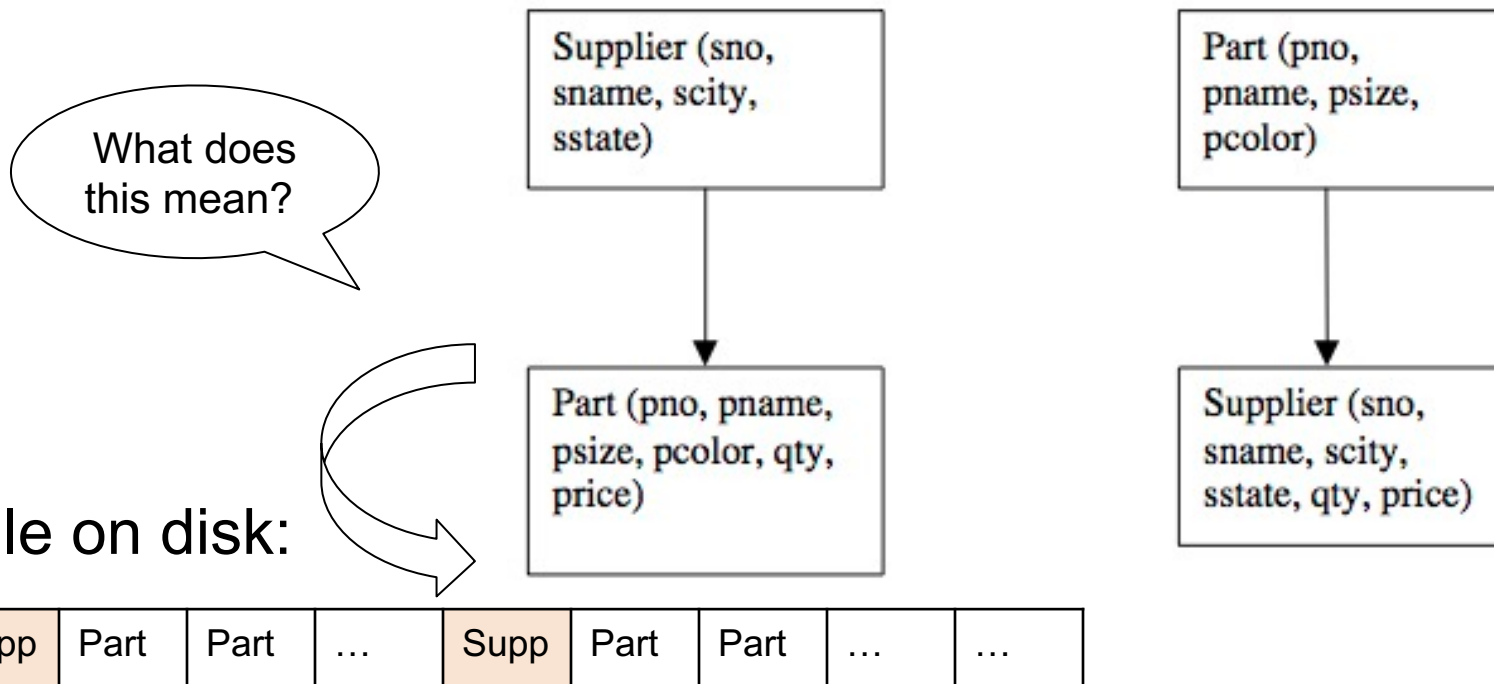 Supplier (sno,
sname, scity,
sstate)
Part (pno,
pname, psize,
pcolor)
What does
this mean?
Part (pno, pname,
psize, pcolor, qty,
price)
Supplier (sno,
sname, scity,
sstate, qty, price)
le on disk:
pp Part Part … Supp Part Part … …